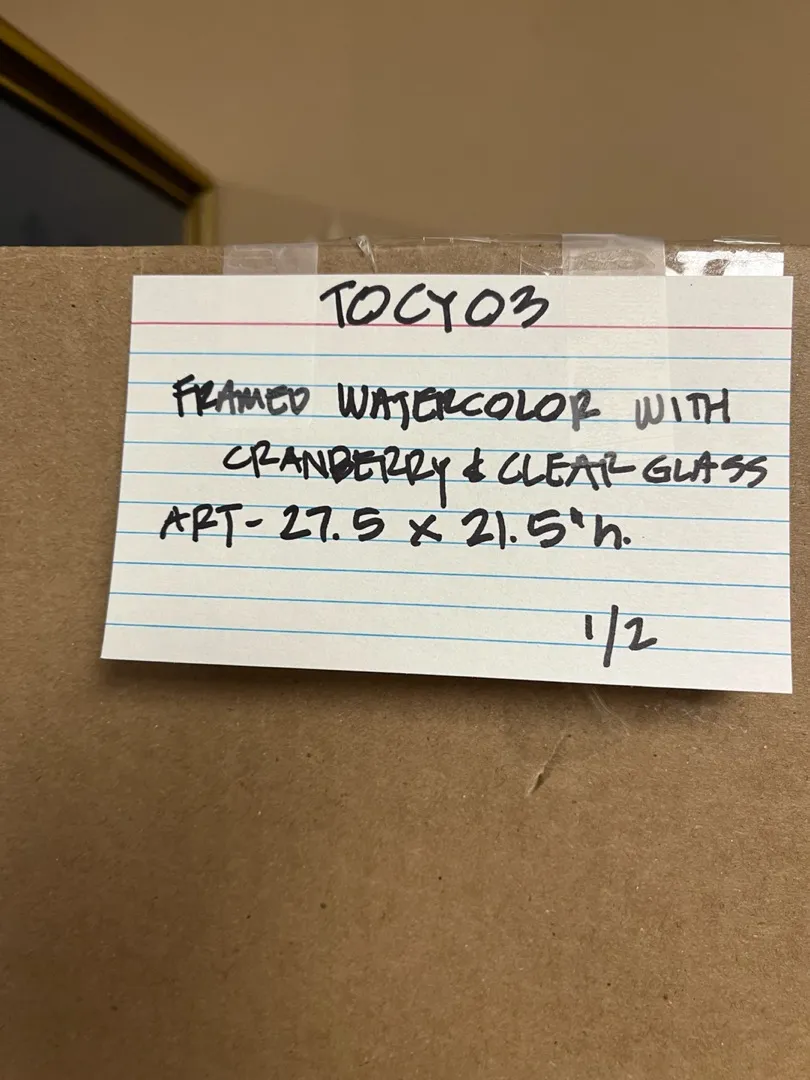 TOCY03
FRAMED WATERCOLOR WITH
CRANBERRY & CLEAR GLASS
ART- 27.5 x 21.5"h.
1/2